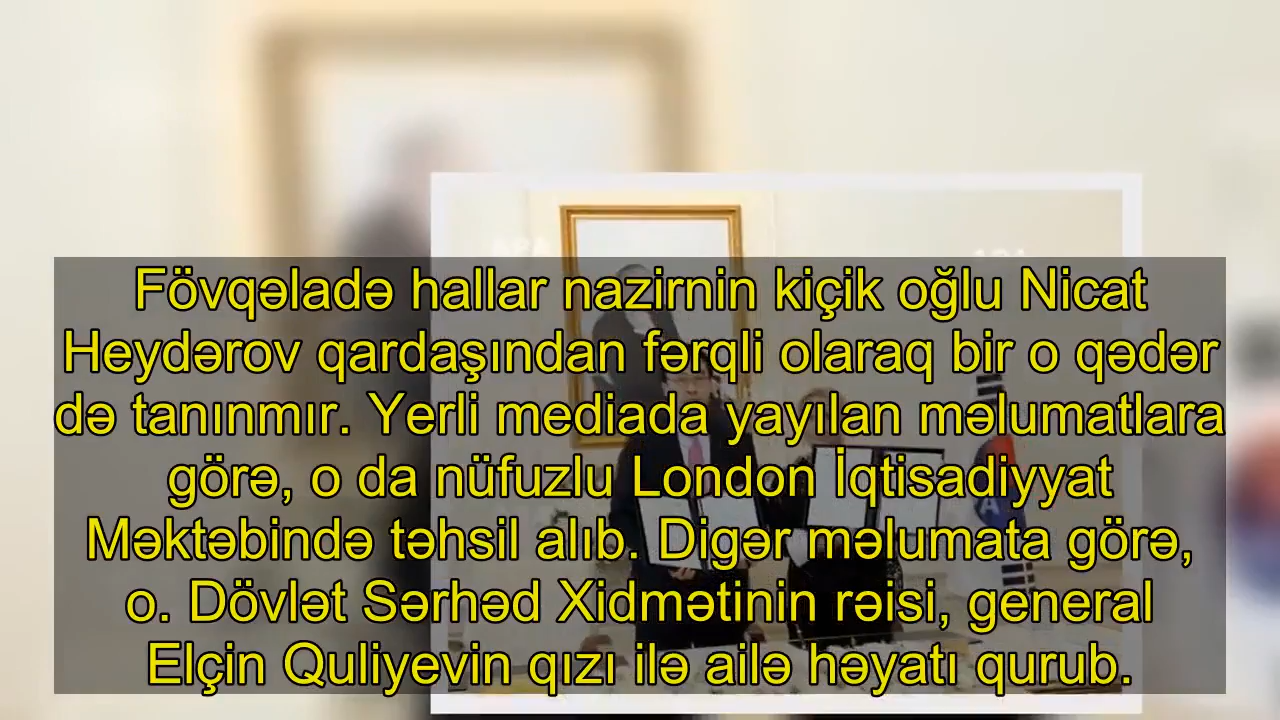 Fövqəladə hallar nazirnin kiçik oğlu Nicat
Heydərov qardaşından fərqli olaraq bir o qədər
də tanınmır. Yerli mediada yayılan məlumatlara
görə, o da nüfuzlu London İqtisadiyyat
Məktəbində təhsil alıb. Digər məlumata görə,
o. Dövlət Sərhəd Xidmətinin rəisi, general
Elçin Quliyevin qızı ilə ailə həyatı qurub.